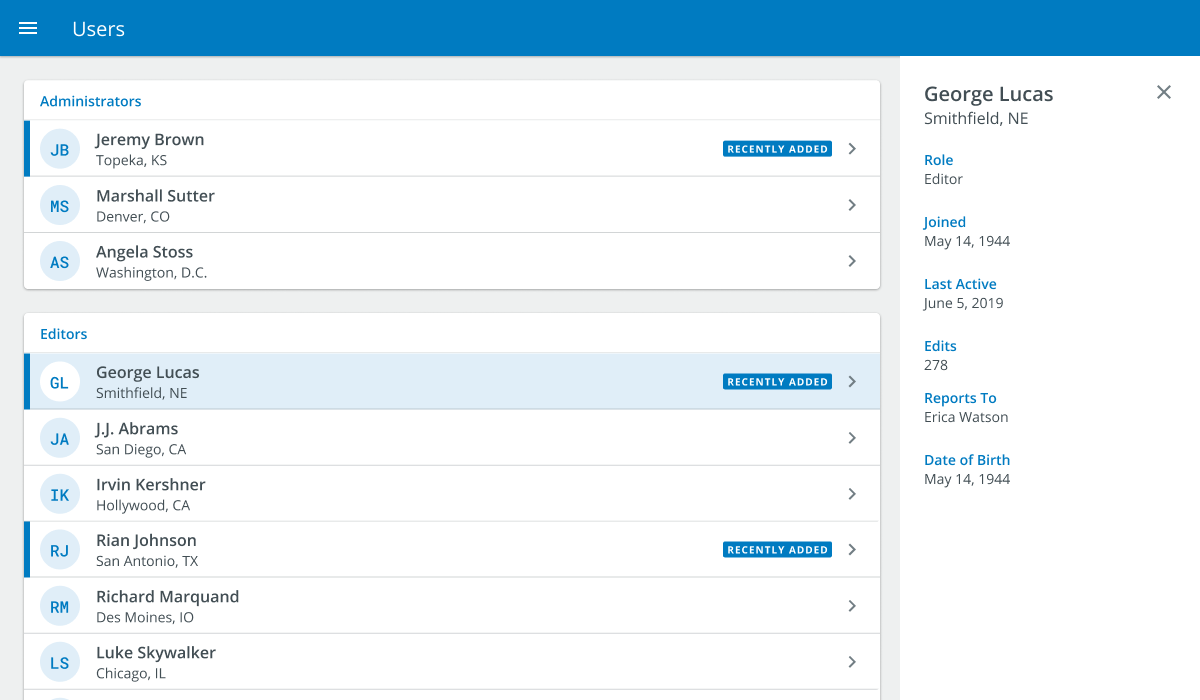 Users
Administrators
JB
Jeremy Brown
Topeka, KS
RECENTLY ADDED
MS
Marshall Sutter
Denver, CO
AS
Angela Stoss
Washington, D.C.
Editors
GL
George Lucas
Smithfield, NE
RECENTLY ADDED
JA
J.J. Abrams
San Diego, CA
IK
Irvin Kershner
Hollywood, CA
RJ
Rian Johnson
San Antonio, TX
RECENTLY ADDED
RM
Richard Marquand
Des Moines, IO
LS
Luke Skywalker
Chicago, IL
George Lucas
Smithfield, NE
Role
Editor
Joined
May 14, 1944
Last Active
June 5, 2019
Edits
278
Reports To
Erica Watson
Date of Birth
May 14, 1944